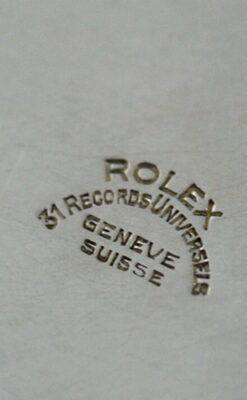 ROLEX
31 RECORDS UNIVERSELS
GENEVE
SUISSE